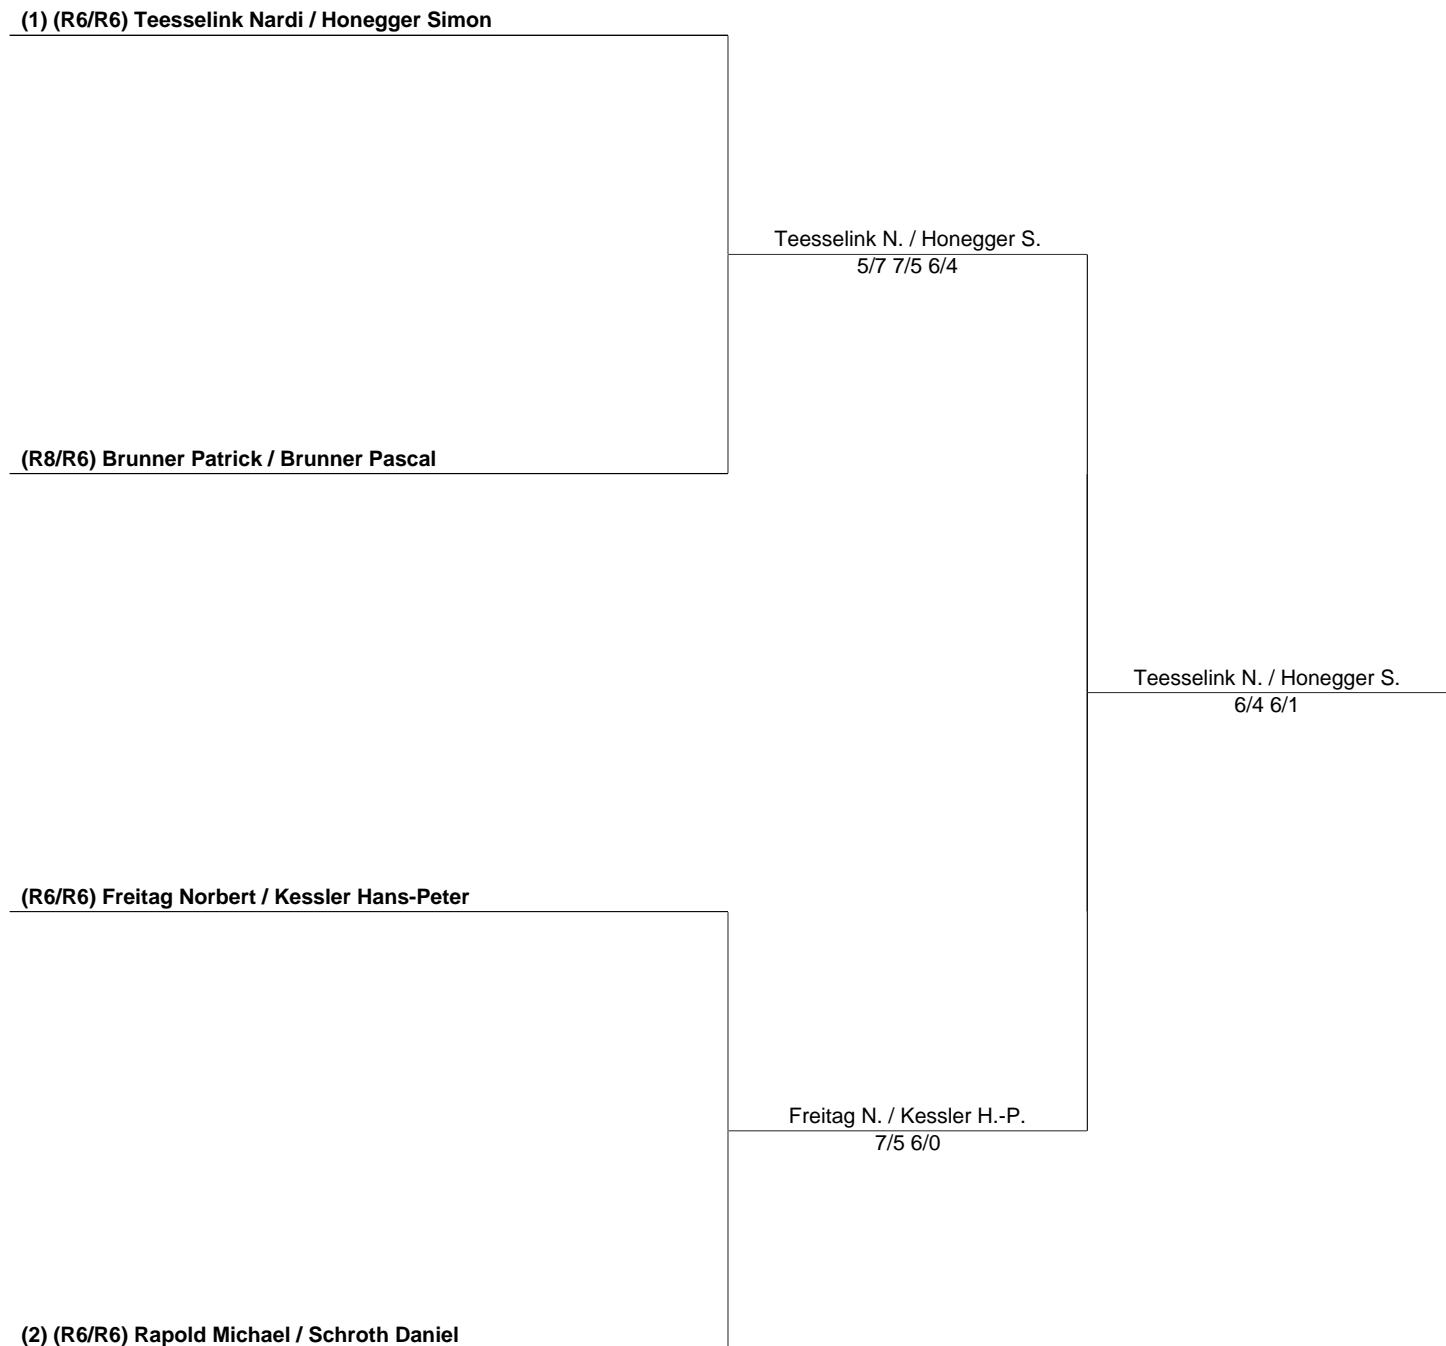 (1) (R6/R6) Teesselink Nardi / Honegger Simon
Teesselink N. / Honegger S.
5/7 7/5 6/4
(R8/R6) Brunner Patrick / Brunner Pascal
Teesselink N. / Honegger S.
6/4 6/1
(R6/R6) Freitag Norbert / Kessler Hans-Peter
Freitag N. / Kessler H.-P.
7/5 6/0
(2) (R6/R6) Rapold Michael / Schroth Daniel